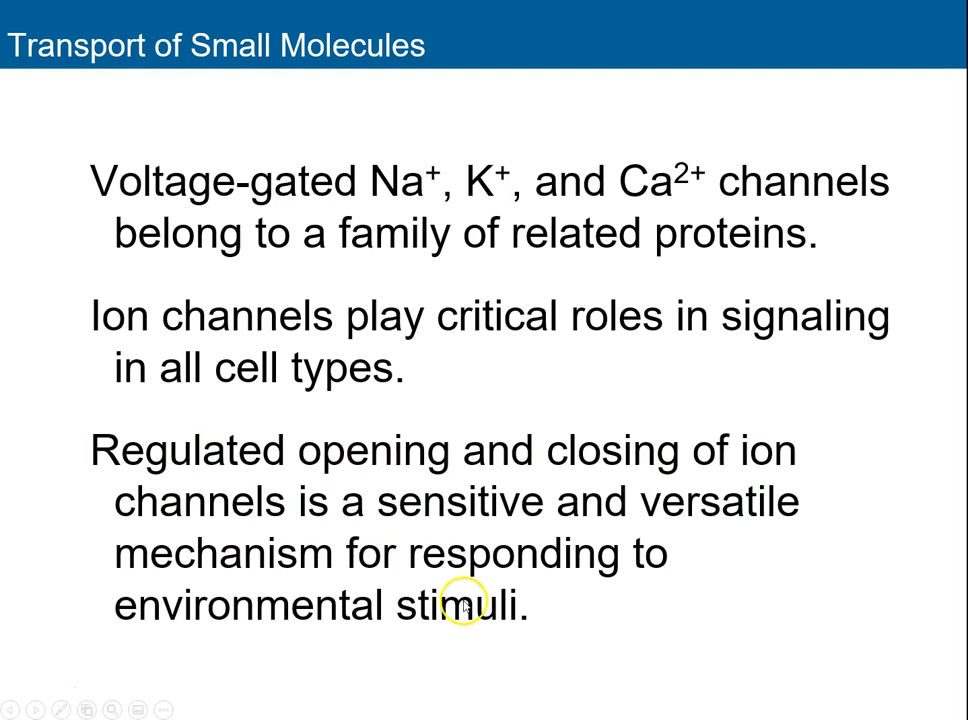 Transport of Small Molecules
Voltage-gated Na⁺, K⁺, and Ca²⁺ channels
belong to a family of related proteins.
Ion channels play critical roles in signaling
in all cell types.
Regulated opening and closing of ion
channels is a sensitive and versatile
mechanism for responding to
environmental stimuli.